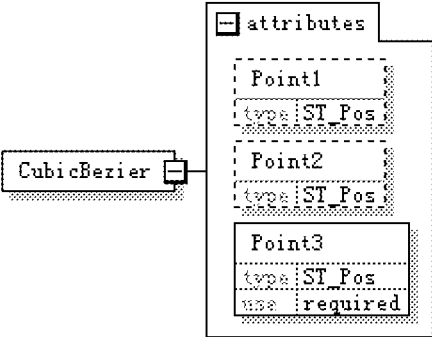 attributes
Point1
type ST_Pos
CubicBezier
Point2
type ST_Pos
Point3
type ST_Pos
use required